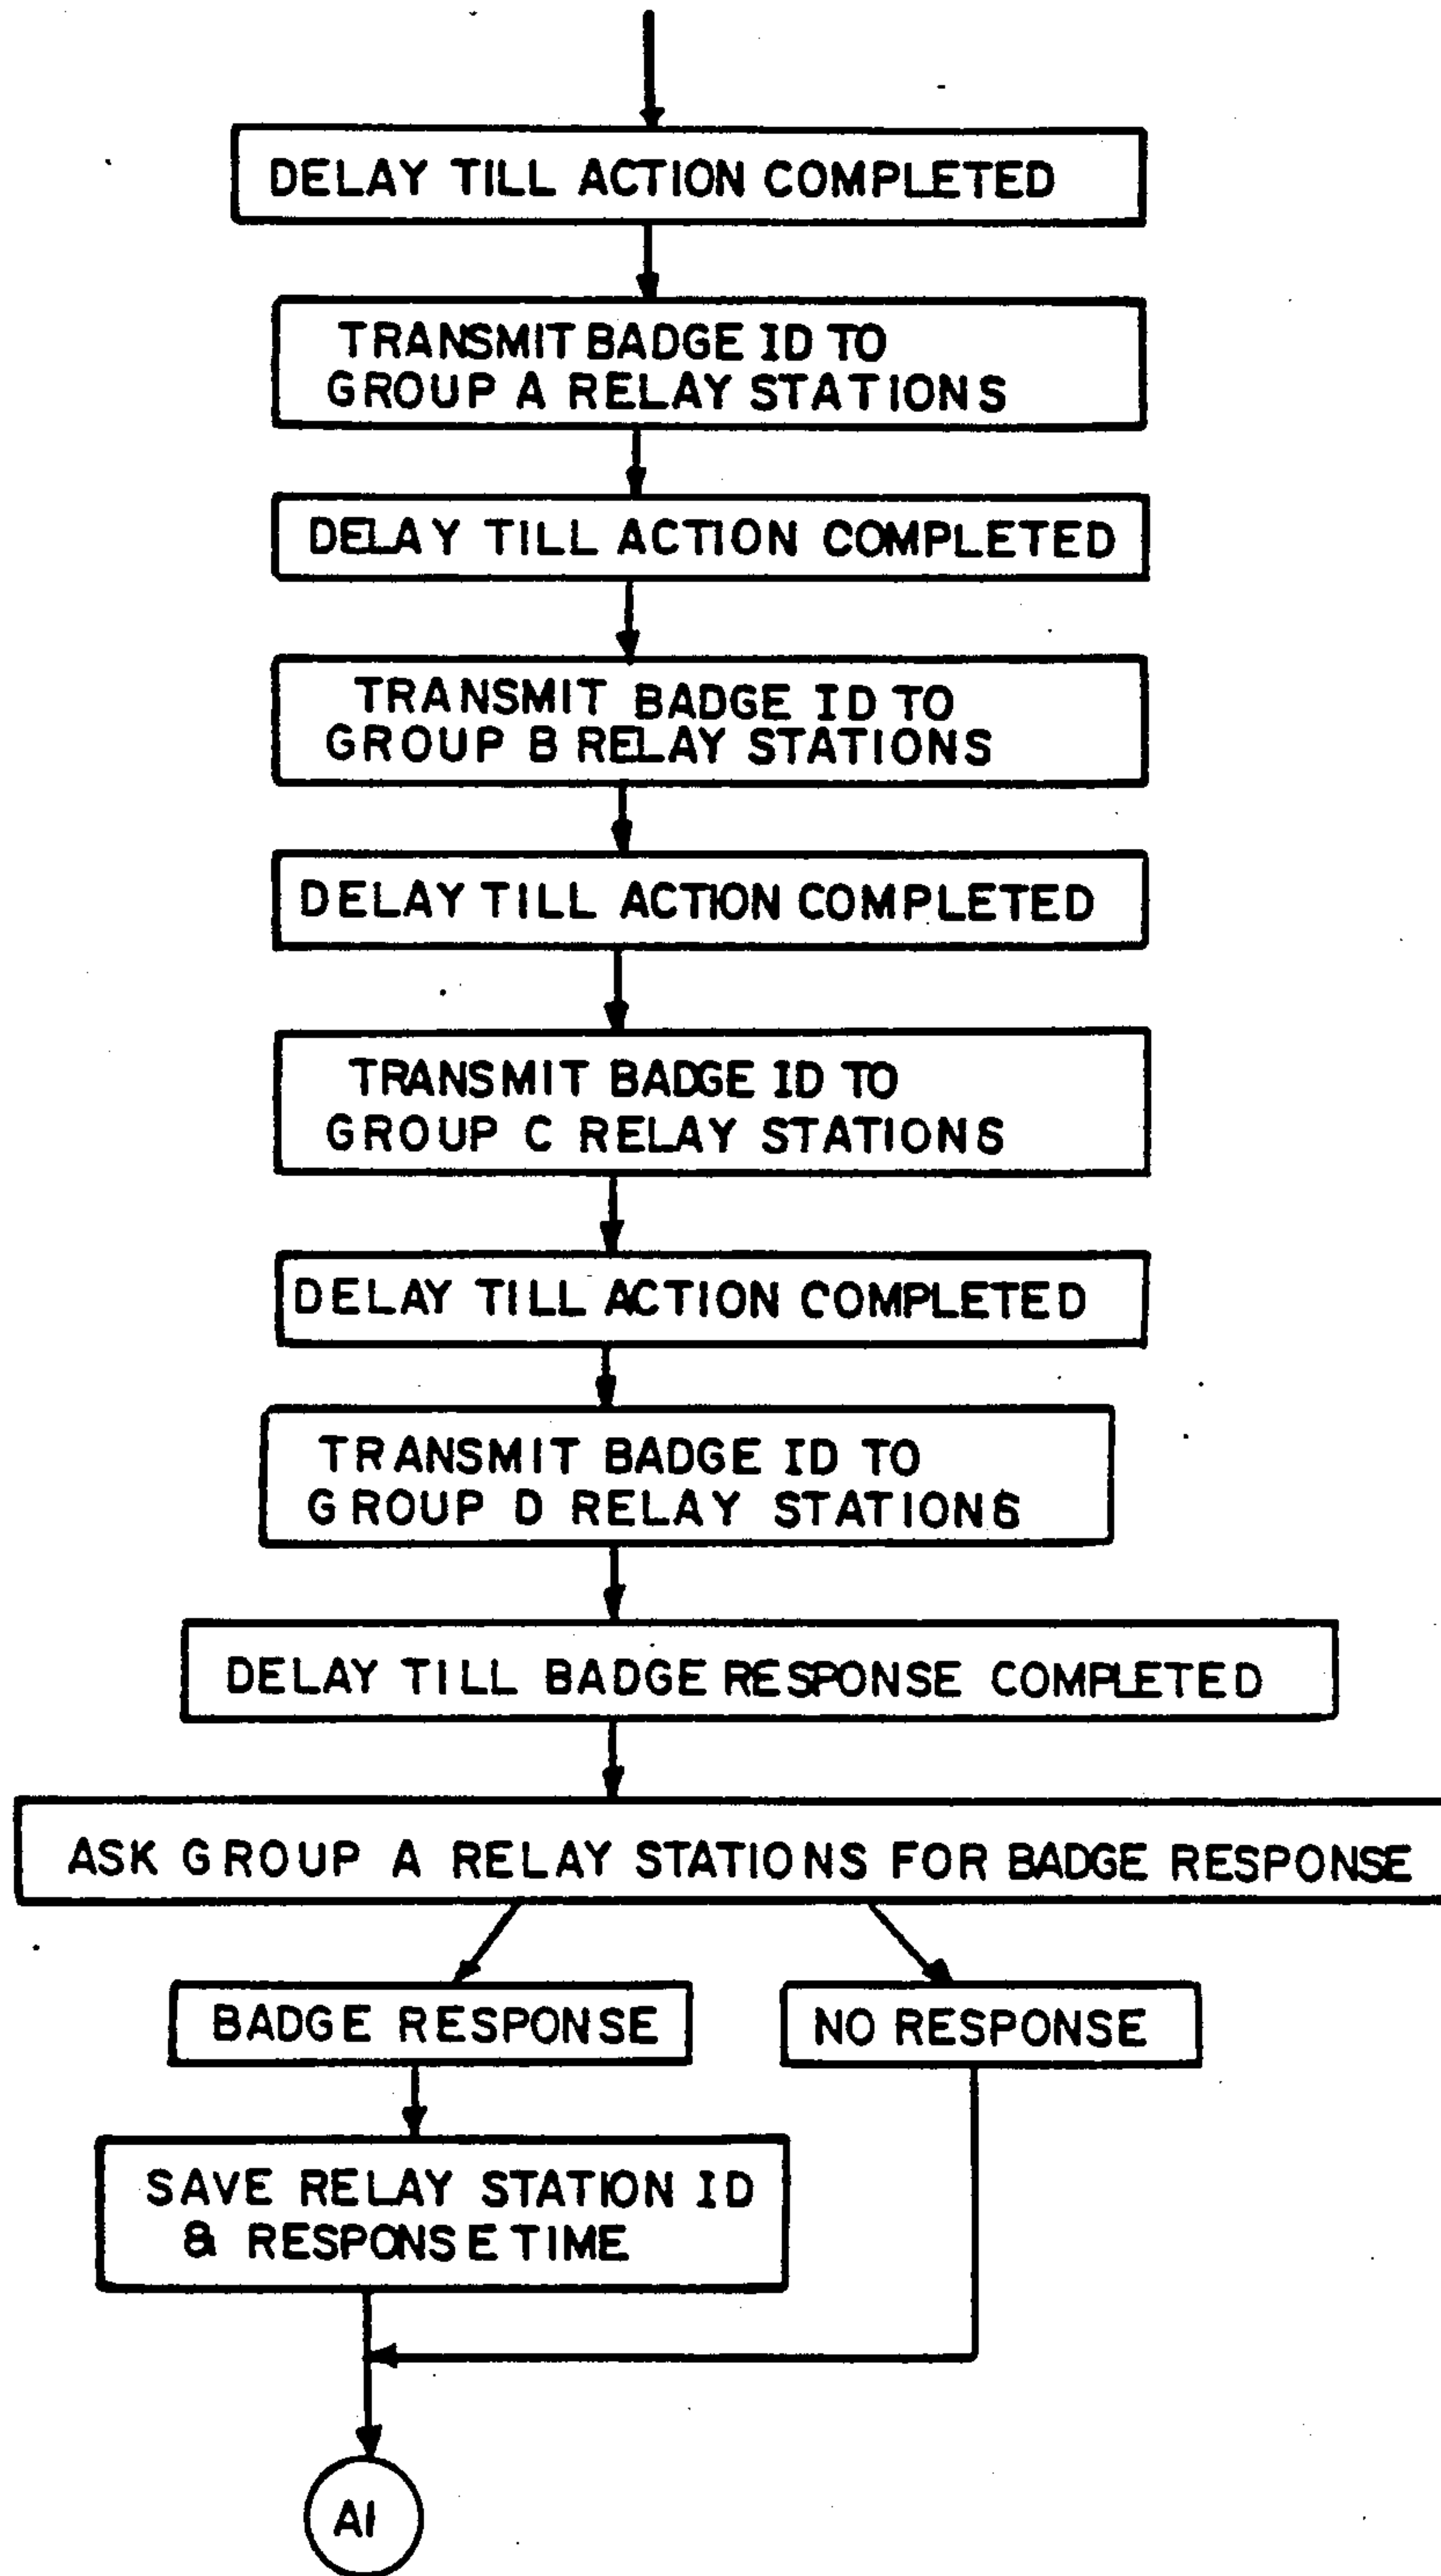 DELAY TILL ACTION COMPLETED
TRANSMIT BADGE ID TO
GROUP A RELAY STATIONS
DELAY TILL ACTION COMPLETED
TRANSMIT BADGE ID TO
GROUP B RELAY STATIONS
DELAY TILL ACTION COMPLETED
TRANSMIT BADGE ID TO
GROUP C RELAY STATIONS
DELAY TILL ACTION COMPLETED
TRANSMIT BADGE ID TO
GROUP D RELAY STATIONS
DELAY TILL BADGE RESPONSE COMPLETED
ASK GROUP A RELAY STATIONS FOR BADGE RESPONSE
BADGE RESPONSE
NO RESPONSE
SAVE RELAY STATION ID
& RESPONSE TIME
A1